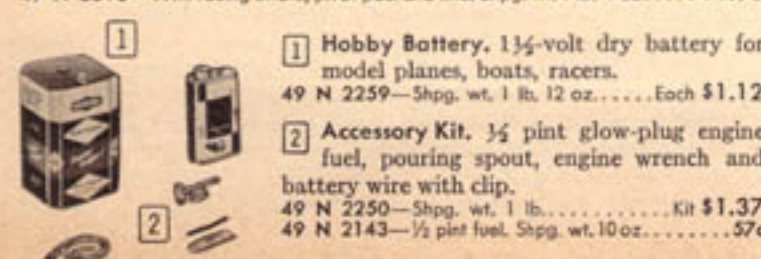 1
1 Hobby Battery. 1½-volt dry battery for
model planes, boats, racers.
49 N 2259—Shpg. wt. 1 lb. 12 oz......Each $1.12
2 Accessory Kit. ½ pint glow-plug engine
fuel, pouring spout, engine wrench and
battery wire with clip.
2
49 N 2250—Shpg. wt. 1 lb............Kit $1.37
49 N 2143—½ pint fuel. Shpg. wt. 10 oz........57c